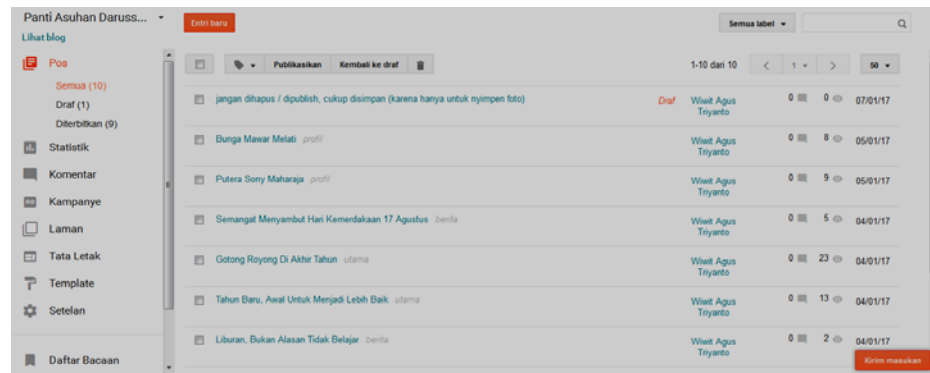 Panti Asuhan Daruss...
Lihat blog
Entri baru
Semua label
Pos
Semua (10)
Draf (1)
Diterbitkan (9)
Statistik
Komentar
Kampanye
Laman
Tata Letak
Template
Setelan
Daftar Bacaan
Publikasikan Kembali ke draf 1-10 dari 10 1 50
jangan dihapus / dipublish, cukup disimpan (karena hanya untuk nyimpen foto) Draf Wiwit Agus Triyanto 0 0 07/01/17
Bunga Mawar Melati profil Wiwit Agus Triyanto 0 8 05/01/17
Putera Sony Maharaja profil Wiwit Agus Triyanto 0 9 05/01/17
Semangat Menyambut Hari Kemerdakaan 17 Agustus berita Wiwit Agus Triyanto 0 5 04/01/17
Gotong Royong Di Akhir Tahun utama Wiwit Agus Triyanto 0 23 04/01/17
Tahun Baru, Awal Untuk Menjadi Lebih Baik utama Wiwit Agus Triyanto 0 13 04/01/17
Liburan, Bukan Alasan Tidak Belajar berita Wiwit Agus Triyanto 0 2 04/01/17
Kirim masukan